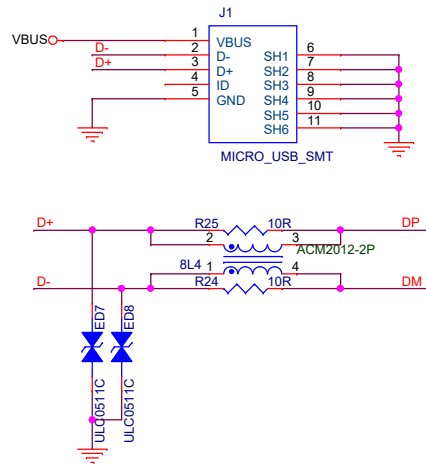 J1
VBUS 1 VBUS
D- 2 D- SH1 6
D+ 3 D+ SH2 7
4 ID SH3 8
5 GND SH4 9
SH5 10
SH6 11
MICRO_USB_SMT
D+ R25 10R DP
2 3 ACM2012-2P
8L4 1 4
D- R24 10R DM
ED7
ULC0511C
ED8
ULC0511C